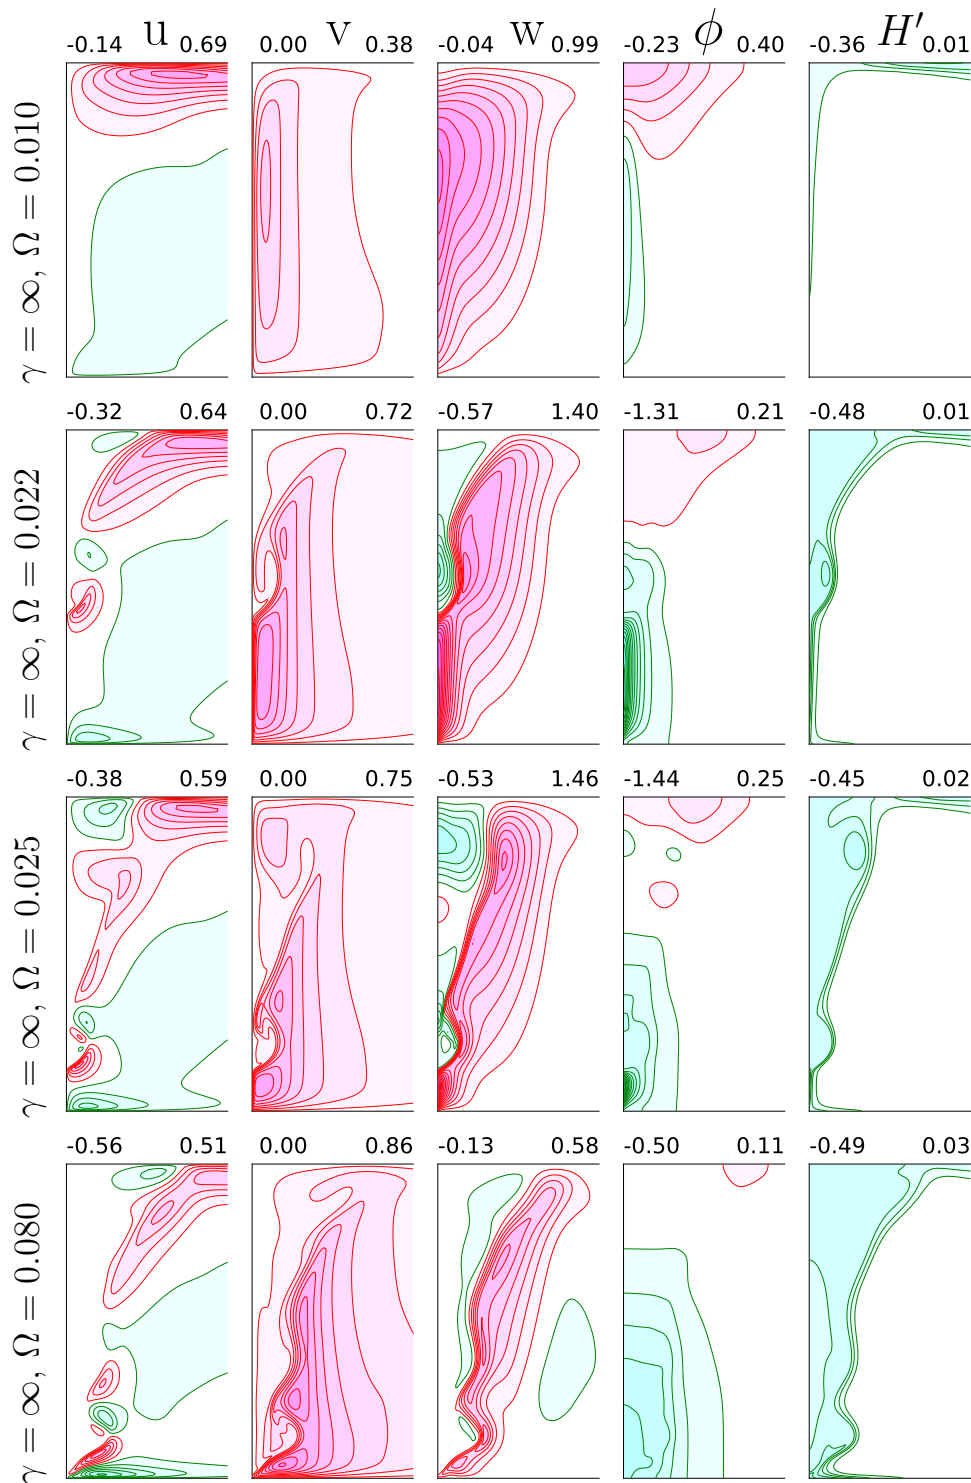 u v w ϕ H′
-0.14 0.69 0.00 0.38 -0.04 0.99 -0.23 0.40 -0.36 0.01
γ = ∞, Ω = 0.010
-0.32 0.64 0.00 0.72 -0.57 1.40 -1.31 0.21 -0.48 0.01
γ = ∞, Ω = 0.022
-0.38 0.59 0.00 0.75 -0.53 1.46 -1.44 0.25 -0.45 0.02
γ = ∞, Ω = 0.025
-0.56 0.51 0.00 0.86 -0.13 0.58 -0.50 0.11 -0.49 0.03
γ = ∞, Ω = 0.080